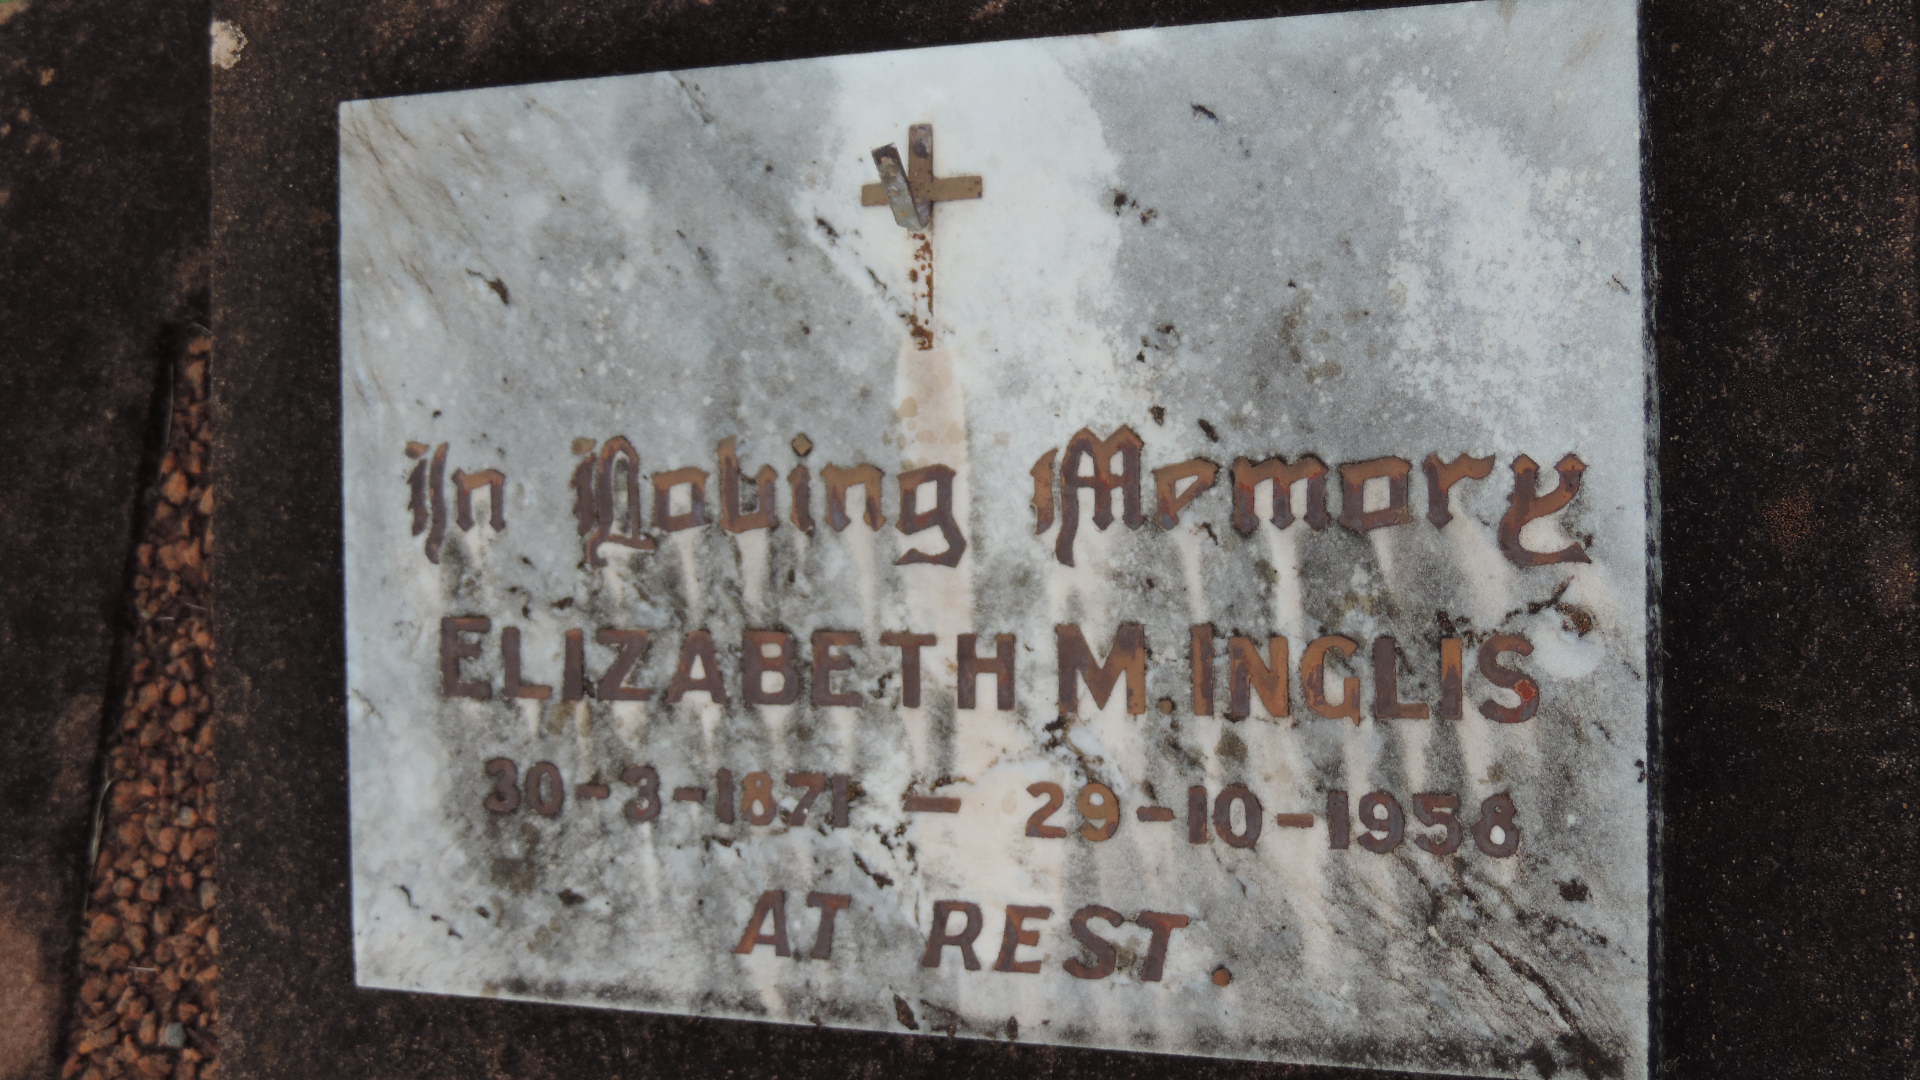 In Loving Memory
ELIZABETH M. INGLIS
30-3-1871 — 29-10-1958
AT REST.